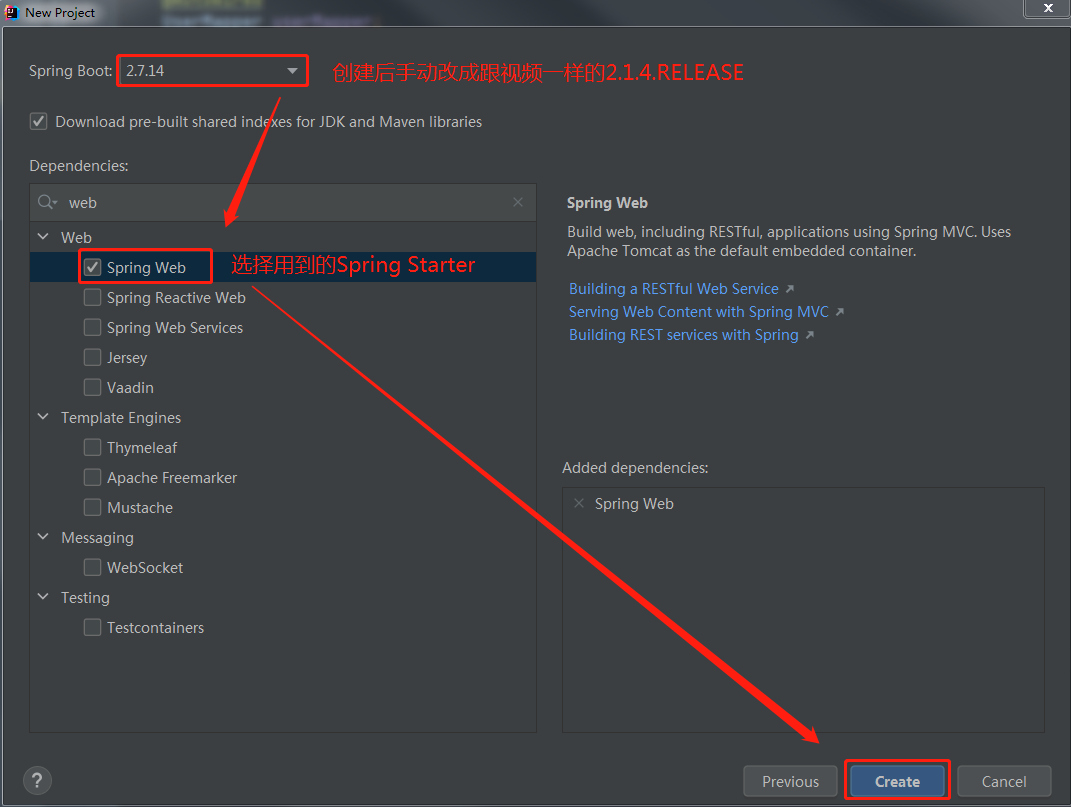 New Project
Spring Boot: 2.7.14 创建后手动改成跟视频一样的2.1.4.RELEASE
Download pre-built shared indexes for JDK and Maven libraries
Dependencies:
web
Web
Spring Web 选择用到的Spring Starter
Spring Reactive Web
Spring Web Services
Jersey
Vaadin
Template Engines
Thymeleaf
Apache Freemarker
Mustache
Messaging
WebSocket
Testing
Testcontainers
Spring Web
Build web, including RESTful, applications using Spring MVC. Uses
Apache Tomcat as the default embedded container.
Building a RESTful Web Service
Serving Web Content with Spring MVC
Building REST services with Spring
Added dependencies:
Spring Web
?
Previous
Create
Cancel